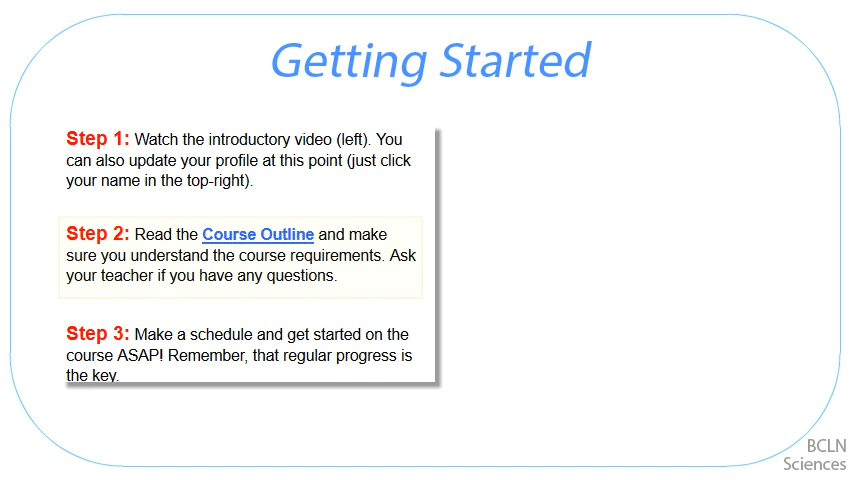 Getting Started
Step 1: Watch the introductory video (left). You
can also update your profile at this point (just click
your name in the top-right).
Step 2: Read the Course Outline and make
sure you understand the course requirements. Ask
your teacher if you have any questions.
Step 3: Make a schedule and get started on the
course ASAP! Remember, that regular progress is
the key.
BCLN
Sciences